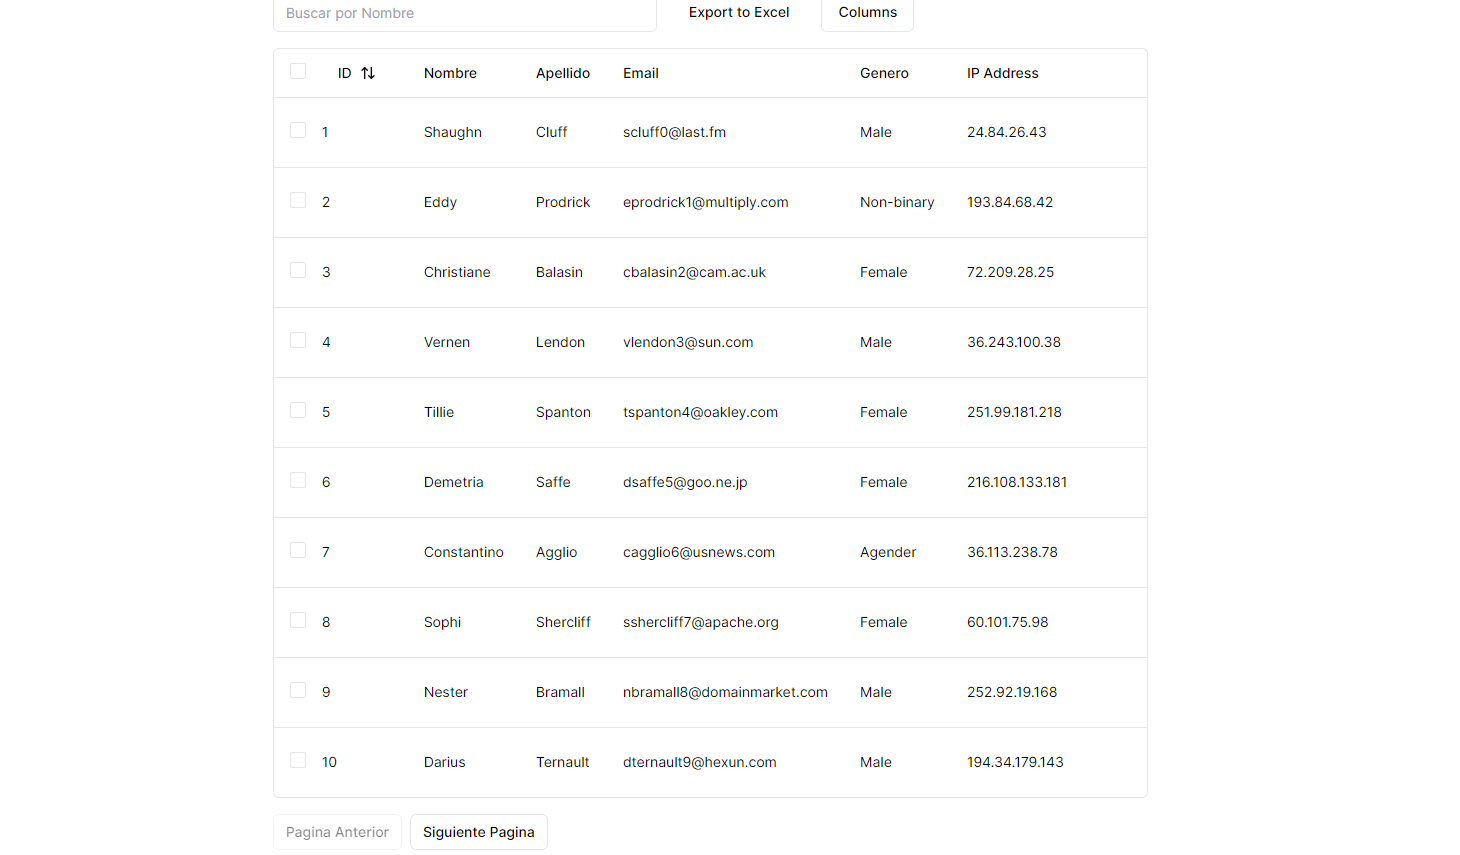 Buscar por Nombre Export to Excel Columns
ID Nombre Apellido Email Genero IP Address
1 Shaughn Cluff scluff0@last.fm Male 24.84.26.43
2 Eddy Prodrick eprodrick1@multiply.com Non-binary 193.84.68.42
3 Christiane Balasin cbalasin2@cam.ac.uk Female 72.209.28.25
4 Vernen Lendon vlendon3@sun.com Male 36.243.100.38
5 Tillie Spanton tspanton4@oakley.com Female 251.99.181.218
6 Demetria Saffe dsaffe5@goo.ne.jp Female 216.108.133.181
7 Constantino Agglio cagglio6@usnews.com Agender 36.113.238.78
8 Sophi Shercliff sshercliff7@apache.org Female 60.101.75.98
9 Nester Bramall nbramall8@domainmarket.com Male 252.92.19.168
10 Darius Ternault dternault9@hexun.com Male 194.34.179.143
Pagina Anterior Siguiente Pagina